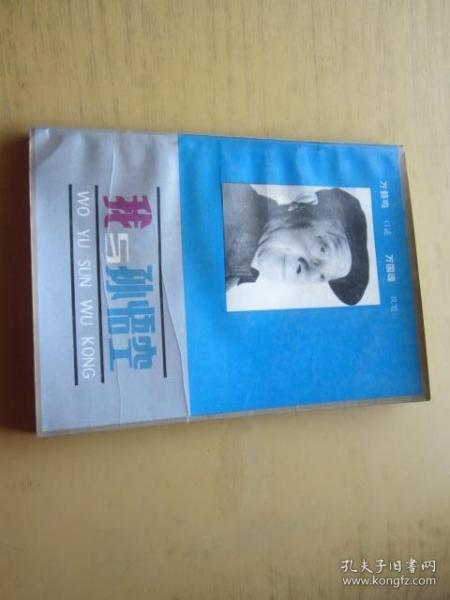 万籁鸣 口述 万国魂 执笔
我与孙悟空
WO YU SUN WU KONG
孔夫子旧书网
www.kongfz.com